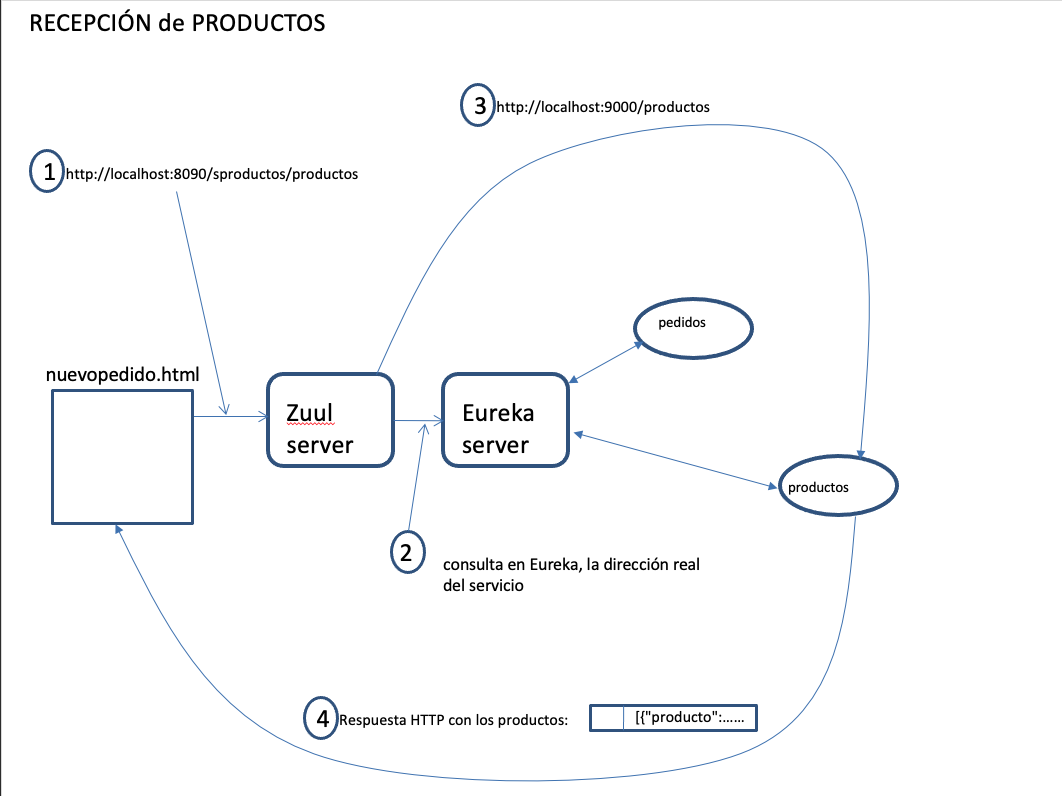 RECEPCIÓN de PRODUCTOS
3
http://localhost:9000/productos
1
http://localhost:8090/sproductos/productos
pedidos
nuevopedido.html
Zuul
server
Eureka
server
productos
2
consulta en Eureka, la dirección real
del servicio
4
Respuesta HTTP con los productos:
[{"producto":......